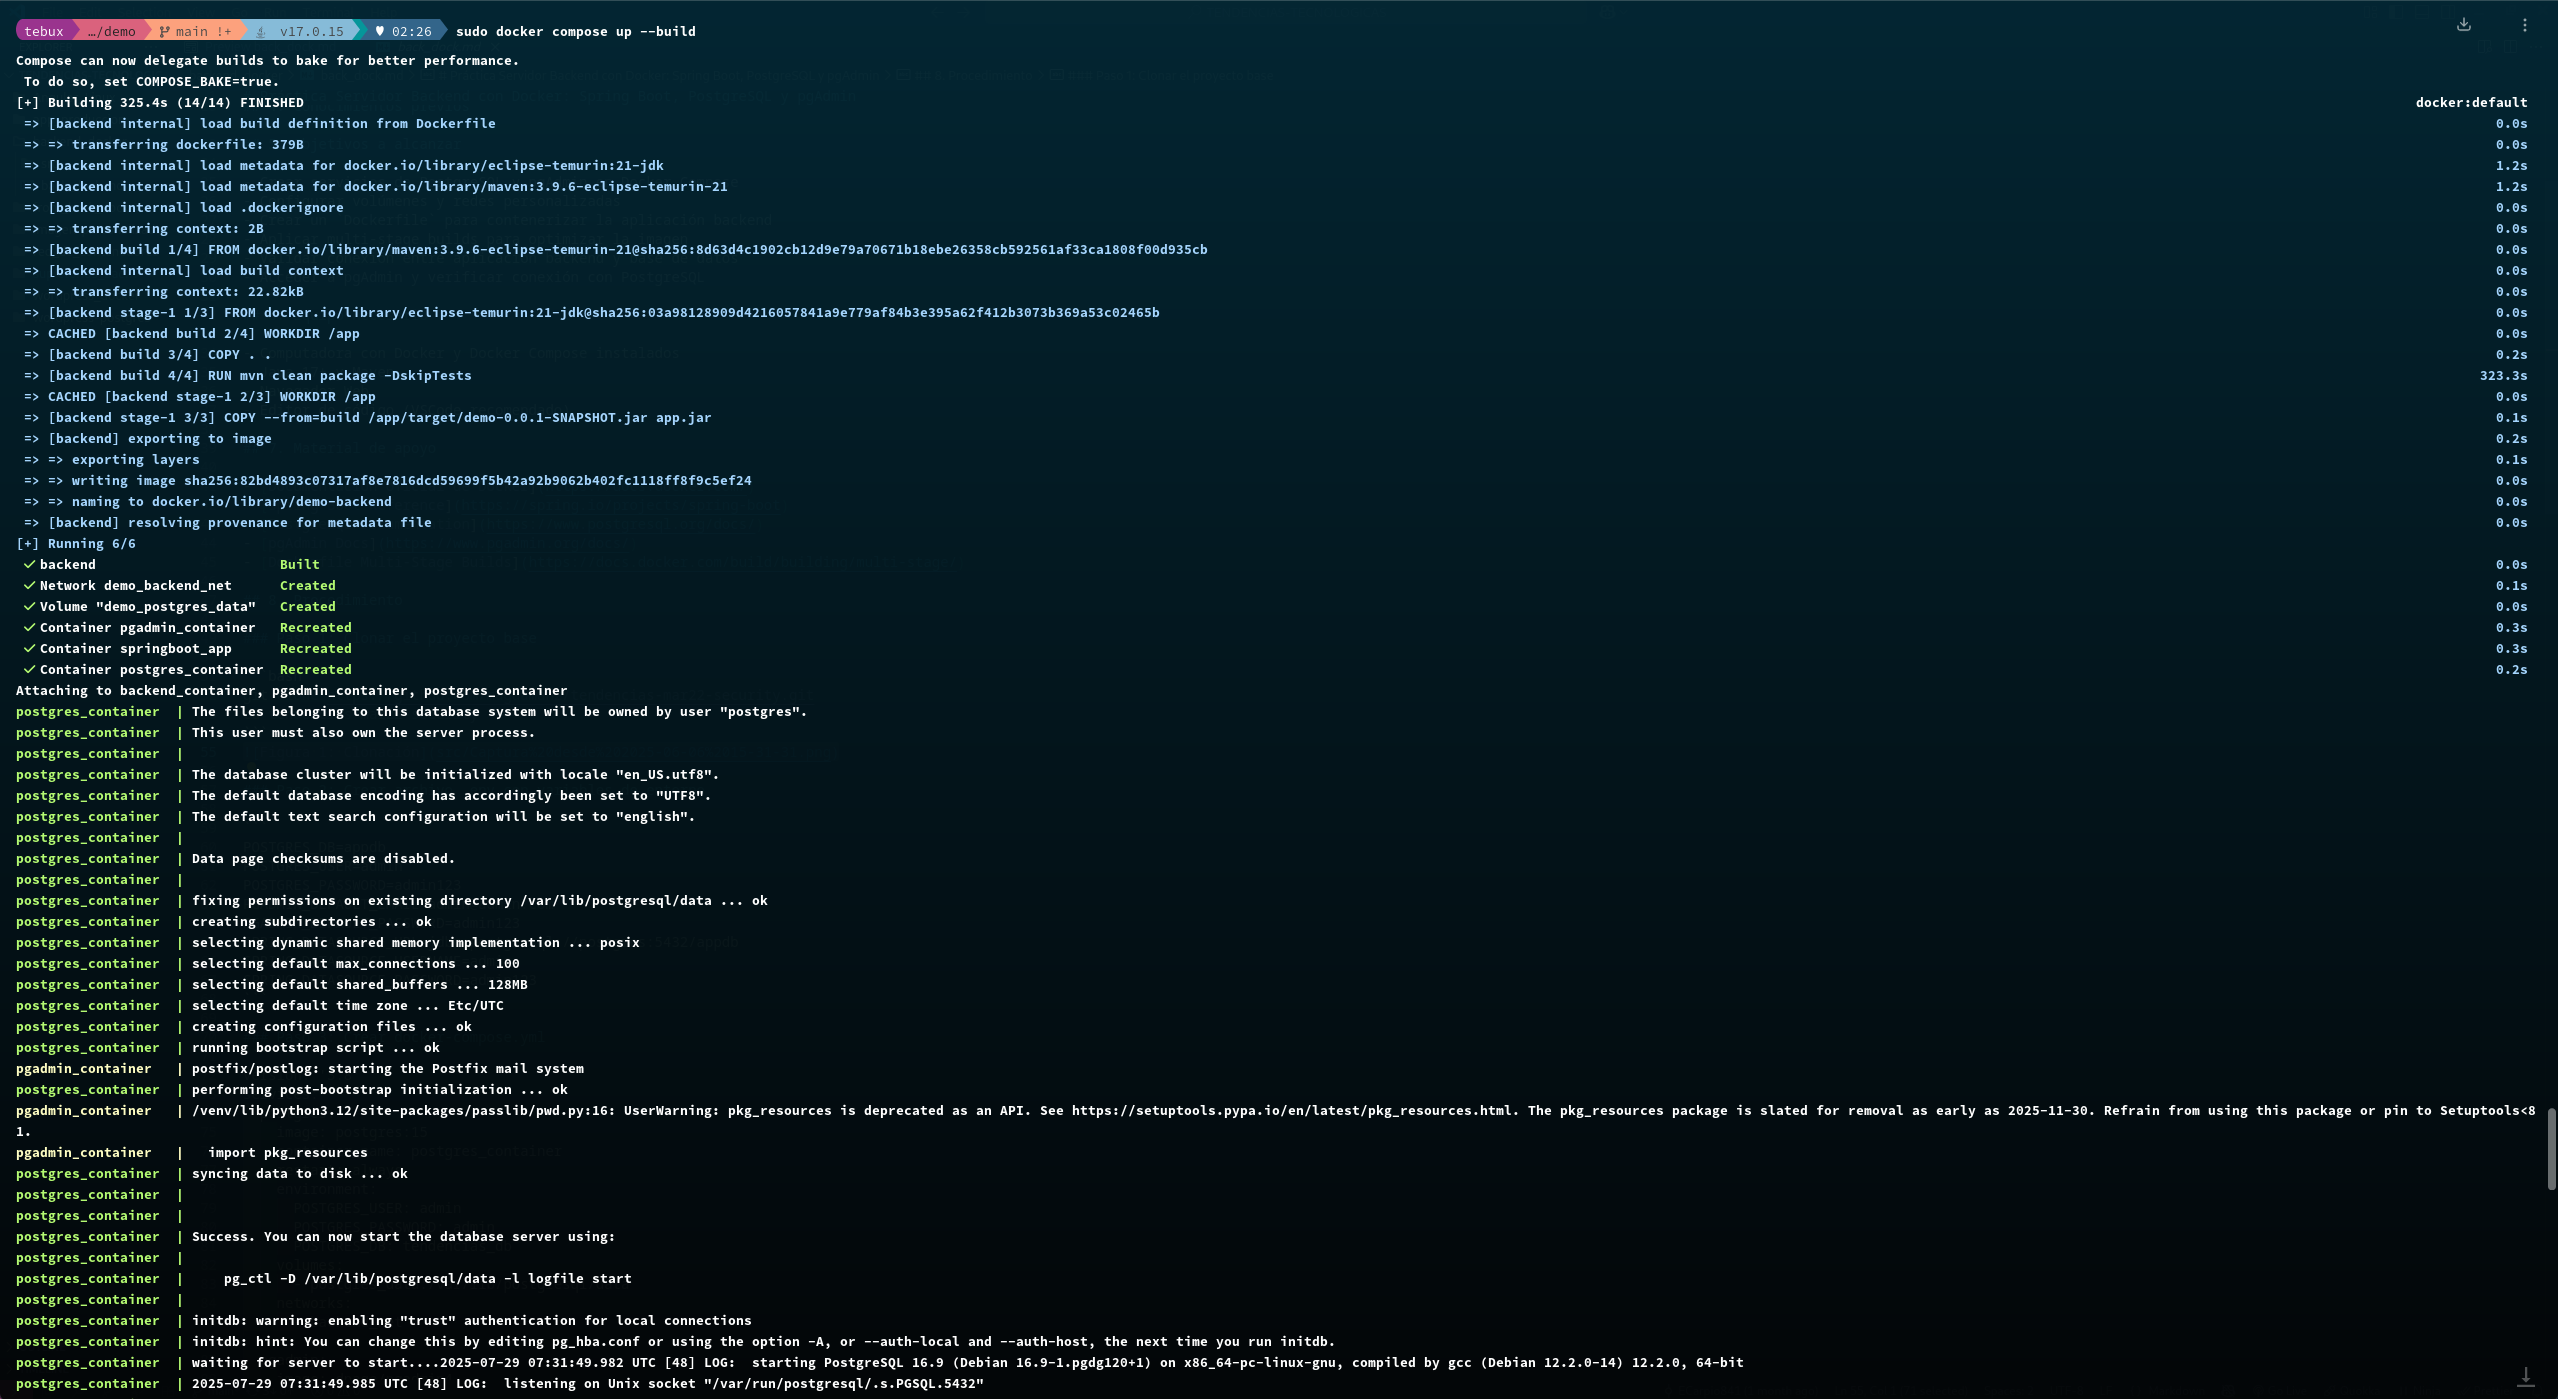 tebux …/demo main !+ v17.0.15 ♥ 02:26 sudo docker compose up --build
Compose can now delegate builds to bake for better performance.
 To do so, set COMPOSE_BAKE=true.
[+] Building 325.4s (14/14) FINISHED docker:default
 => [backend internal] load build definition from Dockerfile 0.0s
 => => transferring dockerfile: 379B 0.0s
 => [backend internal] load metadata for docker.io/library/eclipse-temurin:21-jdk 1.2s
 => [backend internal] load metadata for docker.io/library/maven:3.9.6-eclipse-temurin-21 1.2s
 => [backend internal] load .dockerignore 0.0s
 => => transferring context: 2B 0.0s
 => [backend build 1/4] FROM docker.io/library/maven:3.9.6-eclipse-temurin-21@sha256:8d63d4c1902cb12d9e79a70671b18ebe26358cb592561af33ca1808f00d935cb 0.0s
 => [backend internal] load build context 0.0s
 => => transferring context: 22.82kB 0.0s
 => [backend stage-1 1/3] FROM docker.io/library/eclipse-temurin:21-jdk@sha256:03a98128909d4216057841a9e779af84b3e395a62f412b3073b369a53c02465b 0.0s
 => CACHED [backend build 2/4] WORKDIR /app 0.0s
 => [backend build 3/4] COPY . . 0.2s
 => [backend build 4/4] RUN mvn clean package -DskipTests 323.3s
 => CACHED [backend stage-1 2/3] WORKDIR /app 0.0s
 => [backend stage-1 3/3] COPY --from=build /app/target/demo-0.0.1-SNAPSHOT.jar app.jar 0.1s
 => [backend] exporting to image 0.2s
 => => exporting layers 0.1s
 => => writing image sha256:82bd4893c07317af8e7816dcd59699f5b42a92b9062b402fc1118ff8f9c5ef24 0.0s
 => => naming to docker.io/library/demo-backend 0.0s
 => [backend] resolving provenance for metadata file 0.0s
[+] Running 6/6
 ✓ backend Built 0.0s
 ✓ Network demo_backend_net Created 0.1s
 ✓ Volume "demo_postgres_data" Created 0.0s
 ✓ Container pgadmin_container Recreated 0.3s
 ✓ Container springboot_app Recreated 0.3s
 ✓ Container postgres_container Recreated 0.2s
Attaching to backend_container, pgadmin_container, postgres_container
postgres_container | The files belonging to this database system will be owned by user "postgres".
postgres_container | This user must also own the server process.
postgres_container |
postgres_container | The database cluster will be initialized with locale "en_US.utf8".
postgres_container | The default database encoding has accordingly been set to "UTF8".
postgres_container | The default text search configuration will be set to "english".
postgres_container |
postgres_container | Data page checksums are disabled.
postgres_container |
postgres_container | fixing permissions on existing directory /var/lib/postgresql/data ... ok
postgres_container | creating subdirectories ... ok
postgres_container | selecting dynamic shared memory implementation ... posix
postgres_container | selecting default max_connections ... 100
postgres_container | selecting default shared_buffers ... 128MB
postgres_container | selecting default time zone ... Etc/UTC
postgres_container | creating configuration files ... ok
postgres_container | running bootstrap script ... ok
pgadmin_container | postfix/postlog: starting the Postfix mail system
postgres_container | performing post-bootstrap initialization ... ok
pgadmin_container | /venv/lib/python3.12/site-packages/passlib/pwd.py:16: UserWarning: pkg_resources is deprecated as an API. See https://setuptools.pypa.io/en/latest/pkg_resources.html. The pkg_resources package is slated for removal as early as 2025-11-30. Refrain from using this package or pin to Setuptools<8
1.
pgadmin_container | import pkg_resources
postgres_container | syncing data to disk ... ok
postgres_container |
postgres_container |
postgres_container | Success. You can now start the database server using:
postgres_container |
postgres_container | pg_ctl -D /var/lib/postgresql/data -l logfile start
postgres_container |
postgres_container | initdb: warning: enabling "trust" authentication for local connections
postgres_container | initdb: hint: You can change this by editing pg_hba.conf or using the option -A, or --auth-local and --auth-host, the next time you run initdb.
postgres_container | waiting for server to start....2025-07-29 07:31:49.982 UTC [48] LOG:  starting PostgreSQL 16.9 (Debian 16.9-1.pgdg120+1) on x86_64-pc-linux-gnu, compiled by gcc (Debian 12.2.0-14) 12.2.0, 64-bit
postgres_container | 2025-07-29 07:31:49.985 UTC [48] LOG:  listening on Unix socket "/var/run/postgresql/.s.PGSQL.5432"